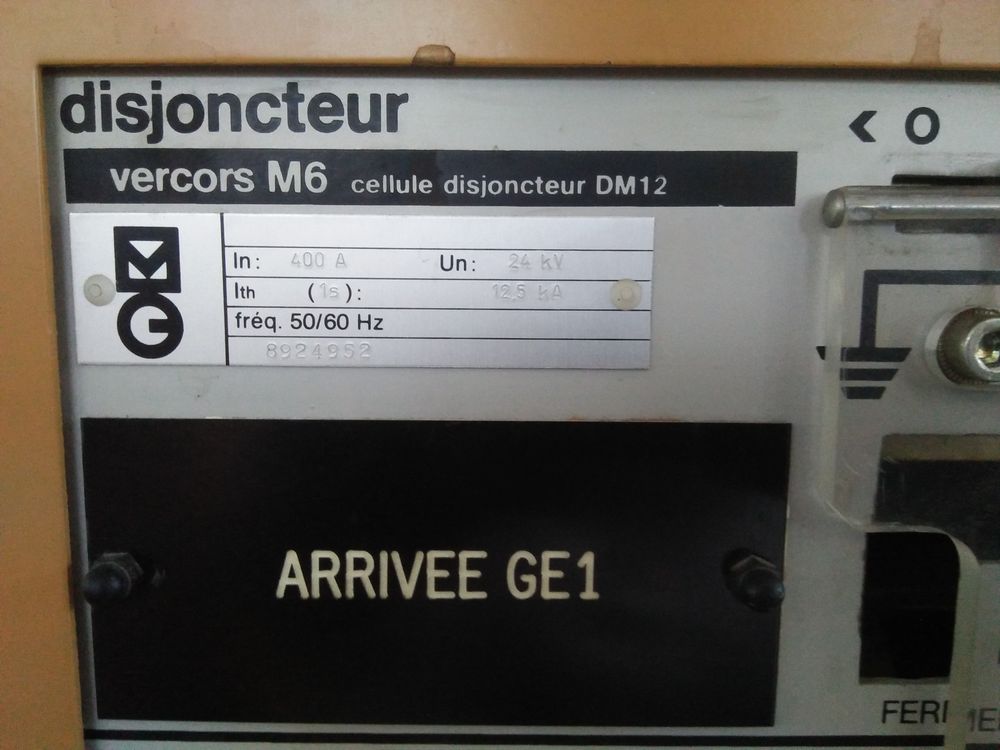 disjoncteur
< O
vercors M6 cellule disjoncteur DM12
MG
In: 400 A Un: 24 kV
Ith (1s): 12,5 kA
fréq. 50/60 Hz
8924952
ARRIVEE GE1